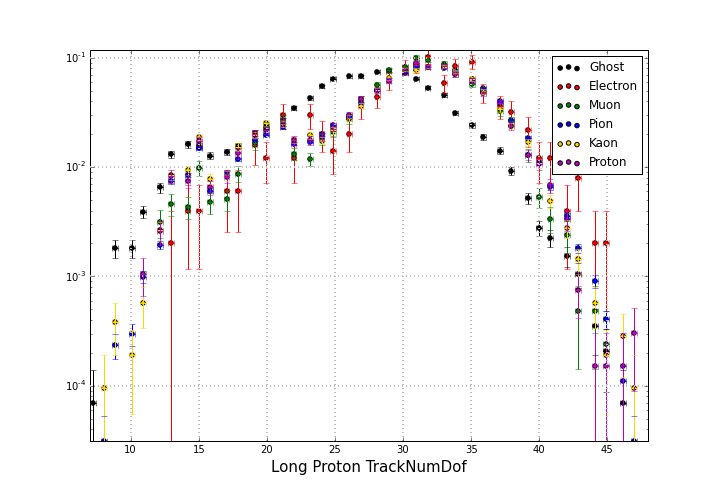 10^-1
10^-2
10^-3
10^-4
10 15 20 25 30 35 40 45
Long Proton TrackNumDof
Ghost
Electron
Muon
Pion
Kaon
Proton